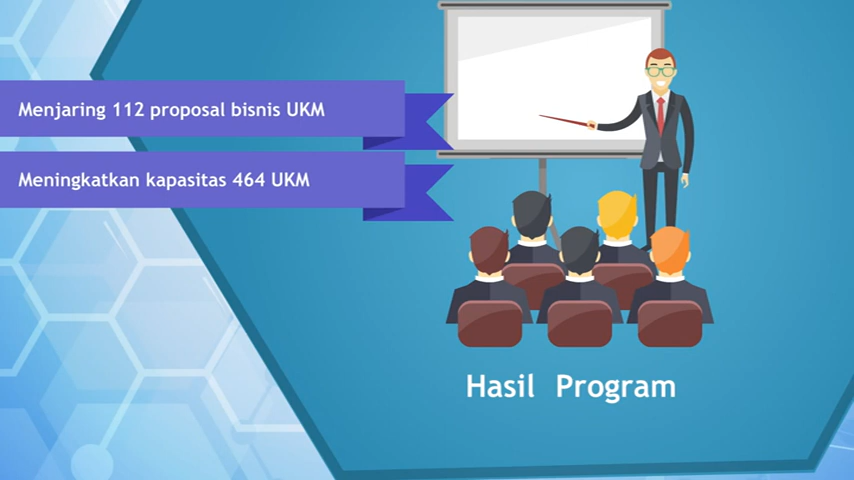 Menjaring 112 proposal bisnis UKM
Meningkatkan kapasitas 464 UKM
Hasil Program